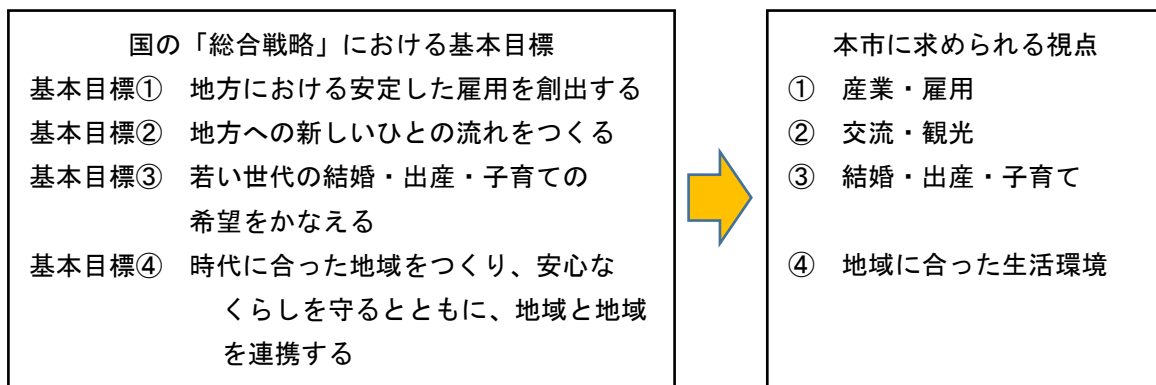 国の「総合戦略」における基本目標
基本目標① 地方における安定した雇用を創出する
基本目標② 地方への新しいひとの流れをつくる
基本目標③ 若い世代の結婚・出産・子育ての
希望をかなえる
基本目標④ 時代に合った地域をつくり、安心な
くらしを守るとともに、地域と地域
を連携する
本市に求められる視点
① 産業・雇用
② 交流・観光
③ 結婚・出産・子育て
④ 地域に合った生活環境